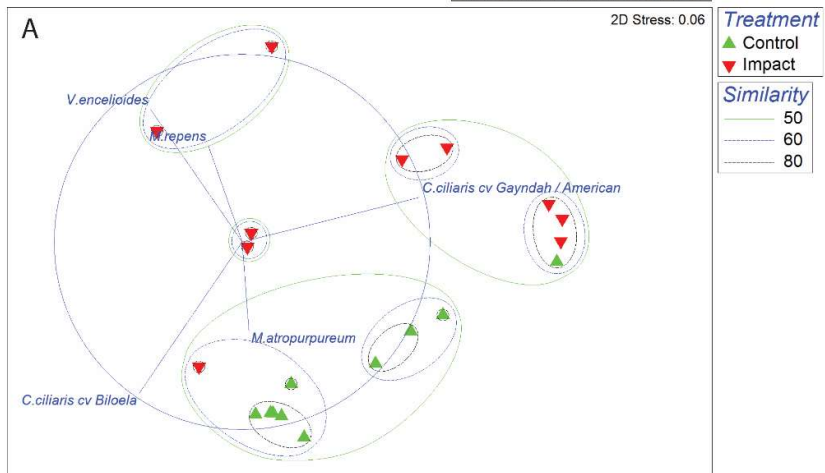 A
2D Stress: 0.06
Treatment
Control
Impact
Similarity
50
60
80
V.encelioides
M.repens
C.ciliaris cv Gayndah / American
M.atropurpureum
C.ciliaris cv Biloela